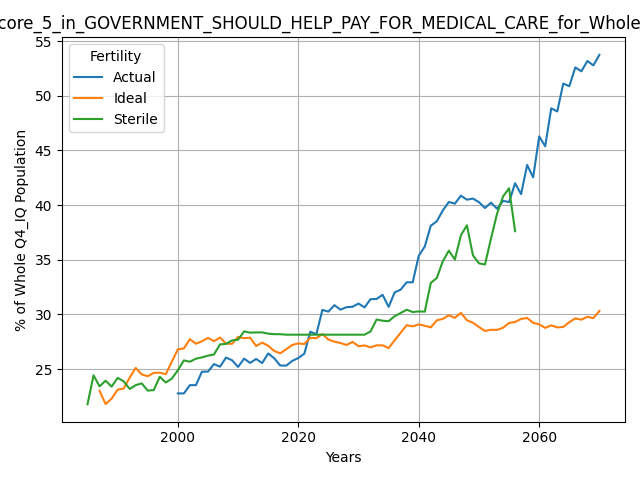 core_5_in_GOVERNMENT_SHOULD_HELP_PAY_FOR_MEDICAL_CARE_for_Whole
Fertility
Actual
Ideal
Sterile
% of Whole Q4_IQ Population
55
50
45
40
35
30
25
2000
2020
2040
2060
Years